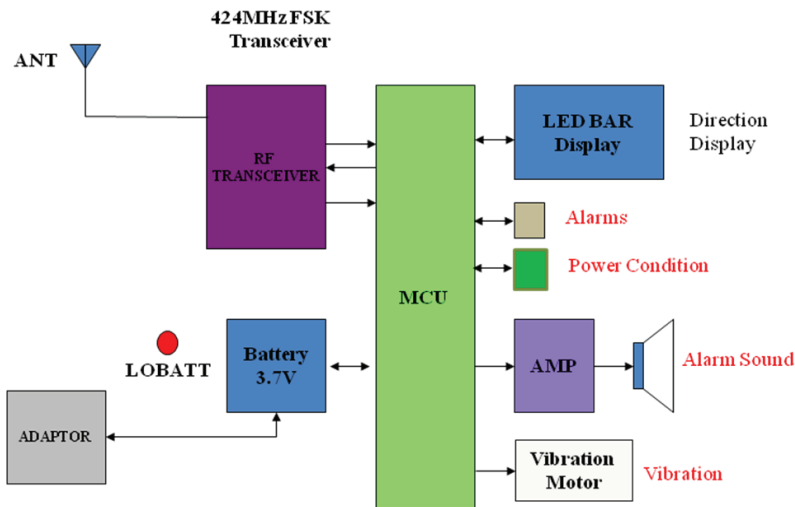 424MHz FSK
Transceiver
ANT
RF
TRANSCEIVER
MCU
LED BAR
Display
Direction
Display
Alarms
Power Condition
LOBATT
Battery
3.7V
AMP
Alarm Sound
ADAPTOR
Vibration
Motor
Vibration